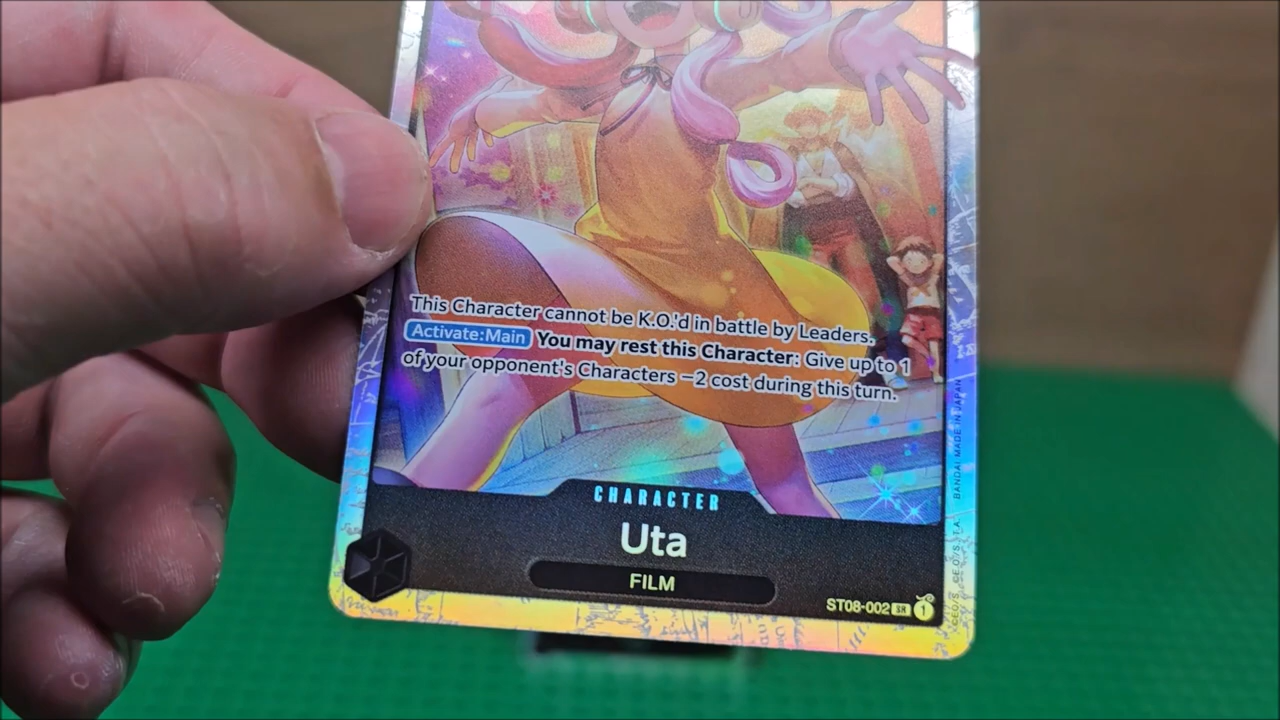 This Character cannot be K.O.'d in battle by Leaders.
Activate:Main You may rest this Character: Give up to 1
of your opponent's Characters −2 cost during this turn.
CHARACTER
Uta
FILM
ST08-002 SR 1
©E.O/S. ©E.O./S.,T.A. BANDAI MADE IN JAPAN